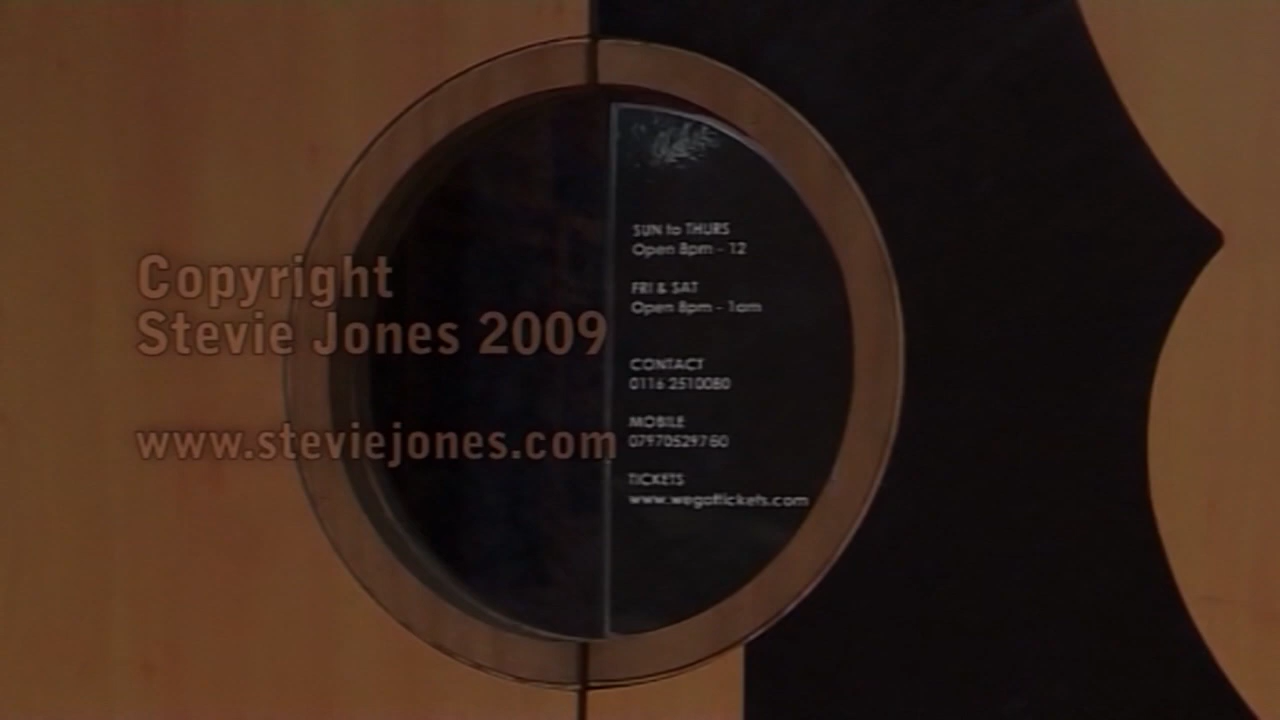 Copyright
Stevie Jones 2009
www.steviejones.com
SUN to THURS
Open 8pm - 12
FRI & SAT
Open 8pm - 1am
CONTACT
0116 2510080
MOBILE
07970529760
TICKETS
www.wegottickets.com